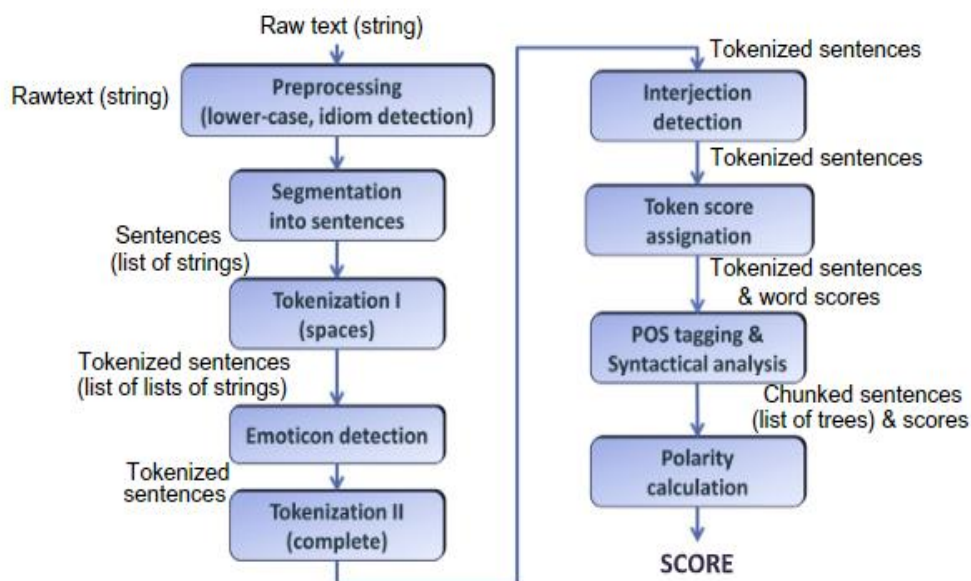 Raw text (string)
Preprocessing
(lower-case, idiom detection)
Rawtext (string)
Segmentation
into sentences
Sentences
(list of strings)
Tokenization I
(spaces)
Tokenized sentences
(list of lists of strings)
Emoticon detection
Tokenized
sentences
Tokenization II
(complete)
Tokenized sentences
Interjection
detection
Tokenized sentences
Token score
assignation
Tokenized sentences
& word scores
POS tagging &
Syntactical analysis
Chunked sentences
(list of trees) & scores
Polarity
calculation
SCORE